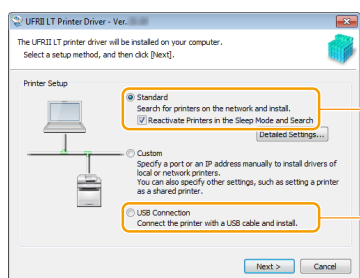 UFRII LT Printer Driver - Ver.
The UFRII LT printer driver will be installed on your computer.
Select a setup method, and then click [Next].
Printer Setup
Standard
Search for printers on the network and install.
Reactivate Printers in the Sleep Mode and Search
Detailed Settings...
Custom
Specify a port or an IP address manually to install drivers of
local or network printers.
You can also specify other settings, such as setting a printer
as a shared printer.
USB Connection
Connect the printer with a USB cable and install.
Next >
Cancel